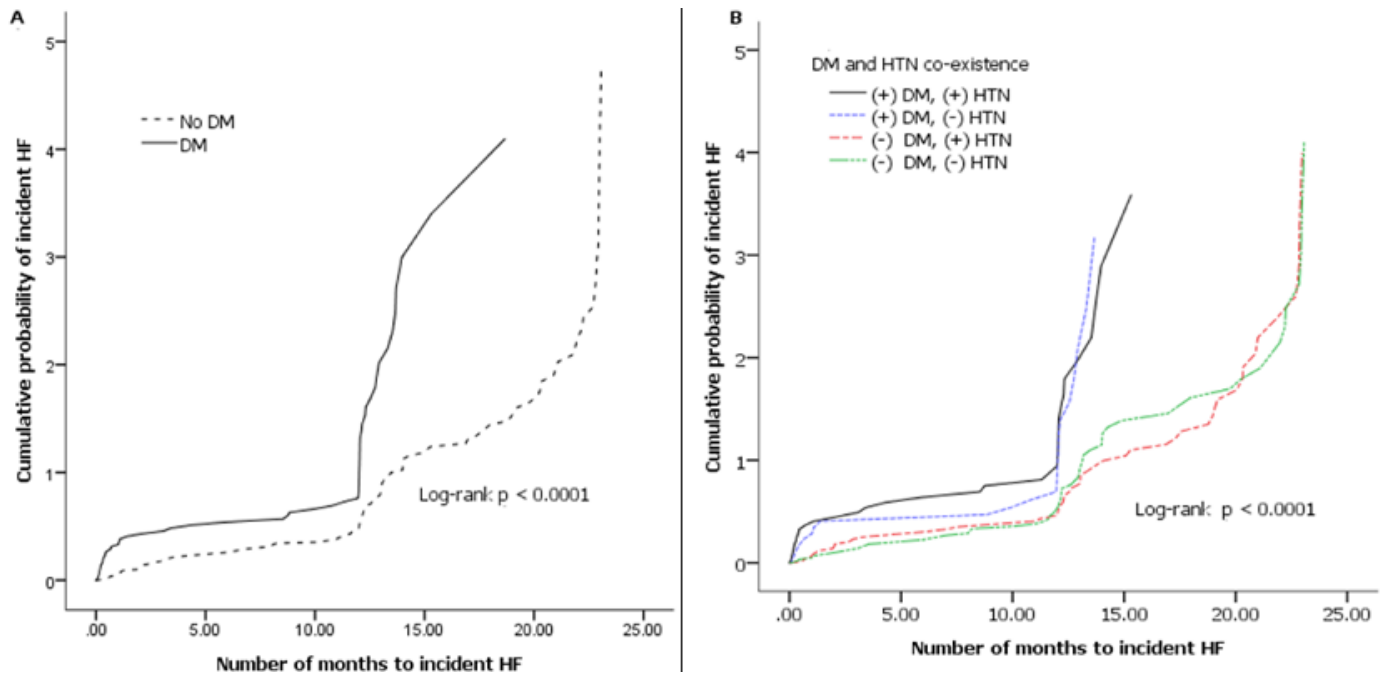 A
Cumulative probability of incident HF
5
4
3
2
1
0
No DM
DM
Log-rank p < 0.0001
.00 5.00 10.00 15.00 20.00 25.00
Number of months to incident HF
B
Cumulative probability of incident HF
5
4
3
2
1
0
DM and HTN co-existence
(+) DM, (+) HTN
(+) DM, (-) HTN
(-) DM, (+) HTN
(-) DM, (-) HTN
Log-rank p < 0.0001
.00 5.00 10.00 15.00 20.00 25.00
Number of months to incident HF